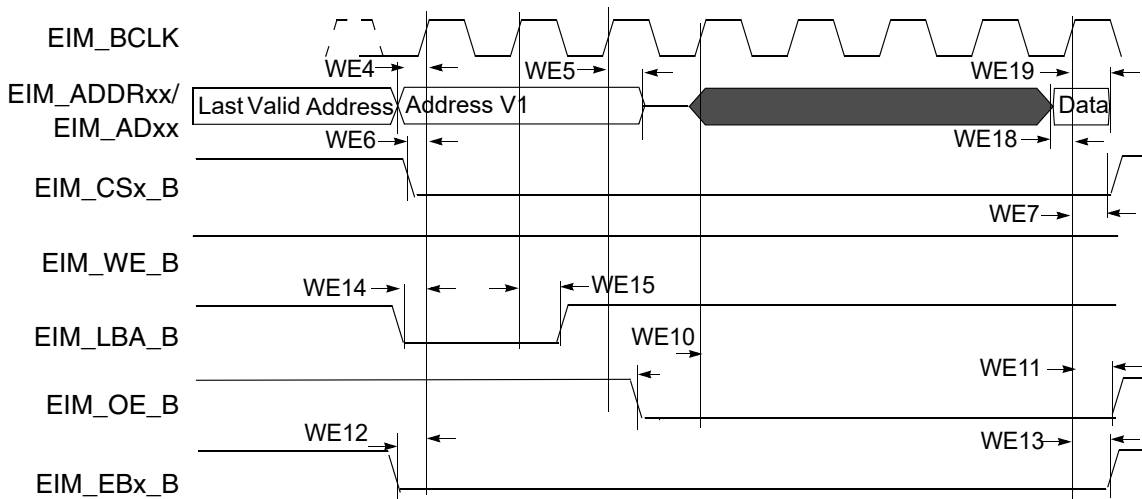 EIM_BCLK
WE4
WE5
WE19
EIM_ADDRxx/
EIM_ADxx
Last Valid Address
Address V1
Data
WE6
WE18
EIM_CSx_B
WE7
EIM_WE_B
WE14
WE15
EIM_LBA_B
WE10
WE11
EIM_OE_B
WE12
WE13
EIM_EBx_B